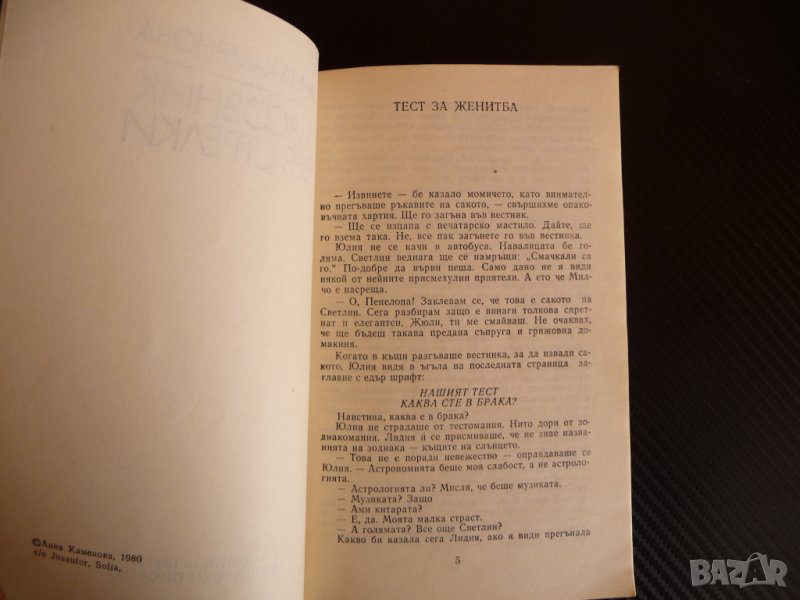 ©Анна Каменова, 1980
c/o Jusautor, Sofia.
ТЕСТ ЗА ЖЕНИТБА
— Извинете — бе казало момичето, като внимател-
но прегъваше ръкавите на сакото, — свършихме опако-
въчната хартия. Ще го загъна във вестник.
— Ще се изцапа с печатарско мастило. Дайте, ще
го взема така. Не, все пак загънете го във вестника.
Юлия не се качи в автобуса. Навалицата бе го-
ляма. Светлин веднага ще се намръщи: „Смачкали са
го." По-добре да върви пеша. Само дано не я види
някой от нейните присмехулни приятели. А ето че Мил-
чо е насреща.
— О, Пенелопа! Заклевам се, че това е сакото на
Светлин. Сега разбирам защо е винаги толкова спрет-
нат и елегантен. Жюли, ти ме смайваш. Не очаквах,
че ще бъдеш такава предана съпруга и грижовна до-
макиня.
Когато в къщи разгъваше вестника, за да извади са-
кото, Юлия видя в ъгъла на последната страница за-
главие с едър шрифт:
НАШИЯТ ТЕСТ
КАКВА СТЕ В БРАКА?
Наистина, каква е в брака?
Юлия не страдаше от тестомания. Нито дори от зо-
диакомания. Лидия ѝ се присмиваше, че не знае назва-
нията на зодиака — къщите на слънцето.
— Това не е поради невежество — оправдаваше се
Юлия. — Астрономията беше моя слабост, а не астроло-
гията.
— Астрологията ли? Мисля, че беше музиката.
— Музиката? Защо
— Ами китарата?
— Е, да. Моята малка страст.
— А голямата? Все още Светлин?
Какво би казала сега Лидия, ако я види прегънала
5
BAZAR